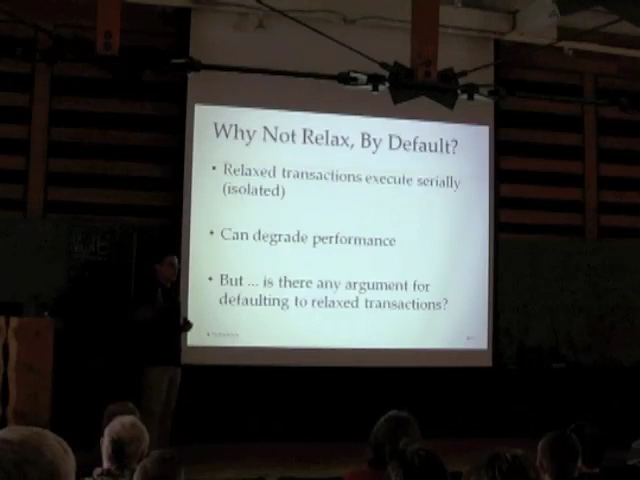 Why Not Relax, By Default?
• Relaxed transactions execute serially
(isolated)
• Can degrade performance
• But ... is there any argument for
defaulting to relaxed transactions?